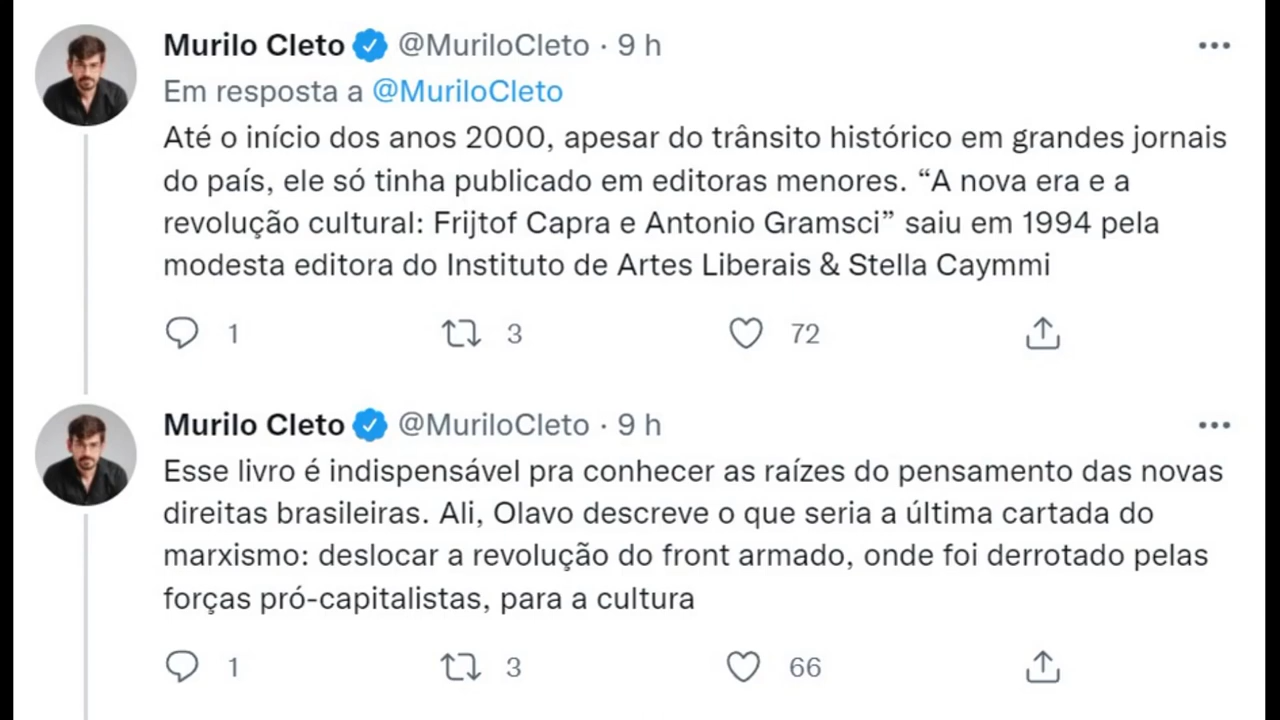 Murilo Cleto @MuriloCleto · 9 h
Em resposta a @MuriloCleto
Até o início dos anos 2000, apesar do trânsito histórico em grandes jornais
do país, ele só tinha publicado em editoras menores. “A nova era e a
revolução cultural: Frijtof Capra e Antonio Gramsci” saiu em 1994 pela
modesta editora do Instituto de Artes Liberais & Stella Caymmi
1 3 72
Murilo Cleto @MuriloCleto · 9 h
Esse livro é indispensável pra conhecer as raízes do pensamento das novas
direitas brasileiras. Ali, Olavo descreve o que seria a última cartada do
marxismo: deslocar a revolução do front armado, onde foi derrotado pelas
forças pró-capitalistas, para a cultura
1 3 66